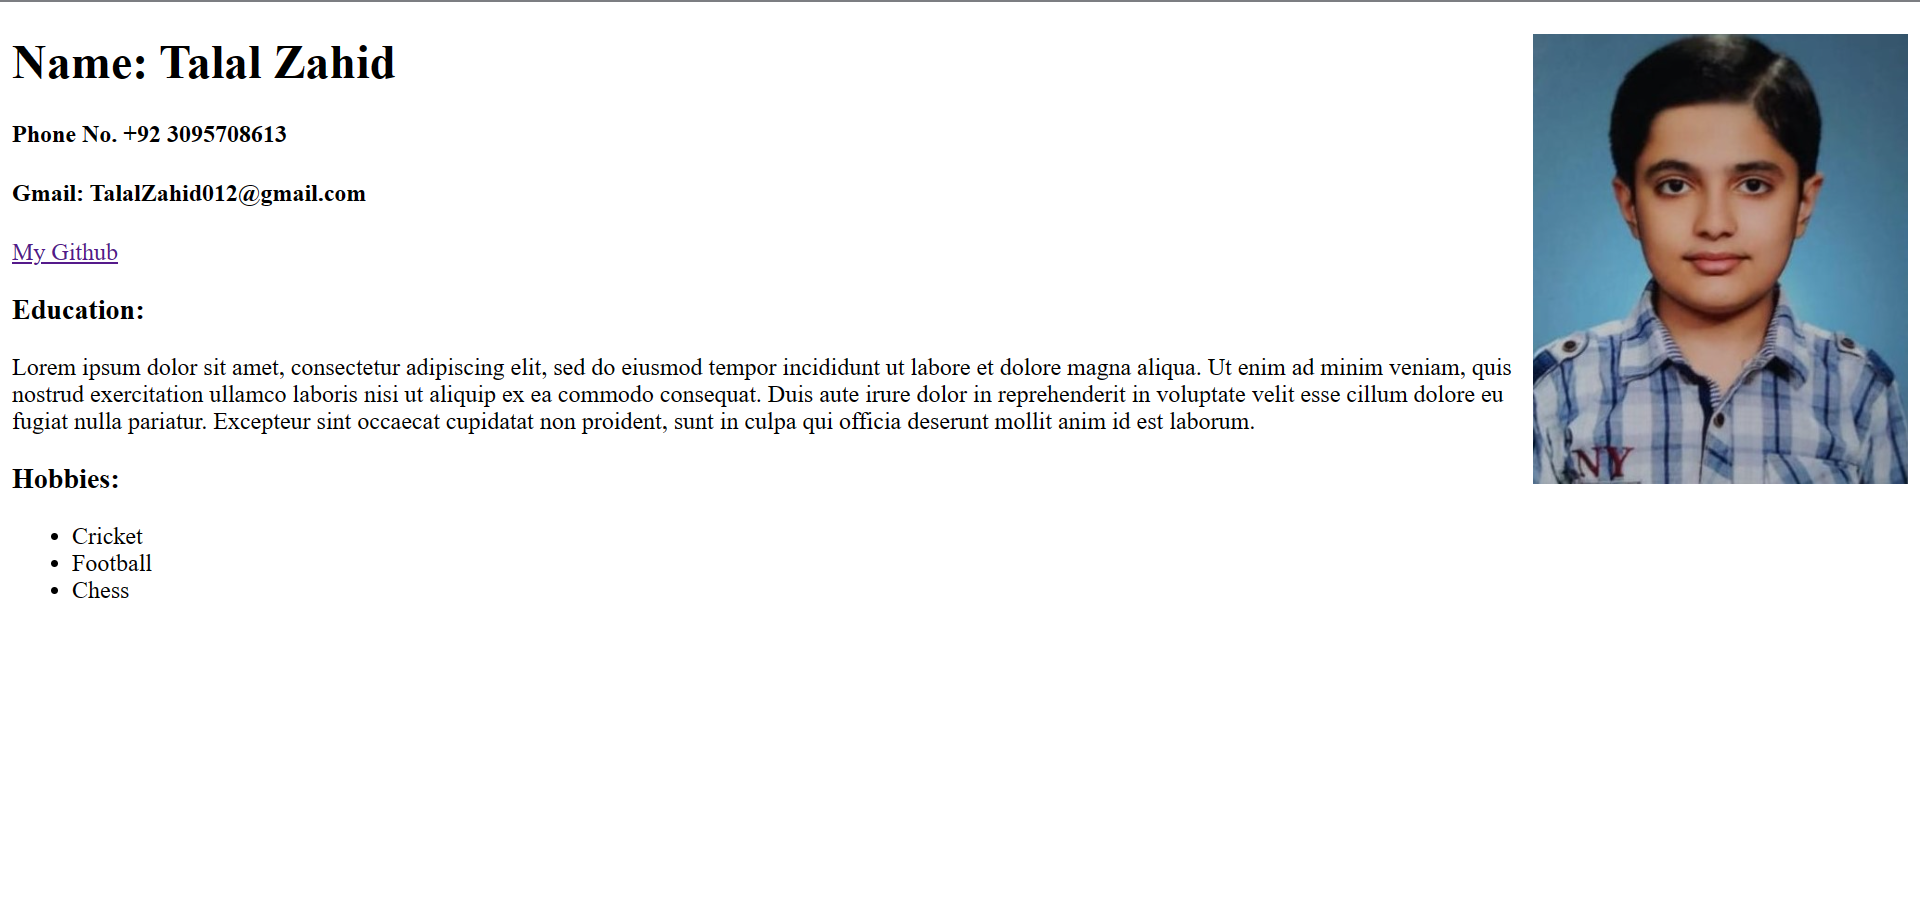 Name: Talal Zahid
Phone No. +92 3095708613
Gmail: TalalZahid012@gmail.com
My Github
Education:
Lorem ipsum dolor sit amet, consectetur adipiscing elit, sed do eiusmod tempor incididunt ut labore et dolore magna aliqua. Ut enim ad minim veniam, quis
nostrud exercitation ullamco laboris nisi ut aliquip ex ea commodo consequat. Duis aute irure dolor in reprehenderit in voluptate velit esse cillum dolore eu
fugiat nulla pariatur. Excepteur sint occaecat cupidatat non proident, sunt in culpa qui officia deserunt mollit anim id est laborum.
Hobbies:
• Cricket
• Football
• Chess
NY